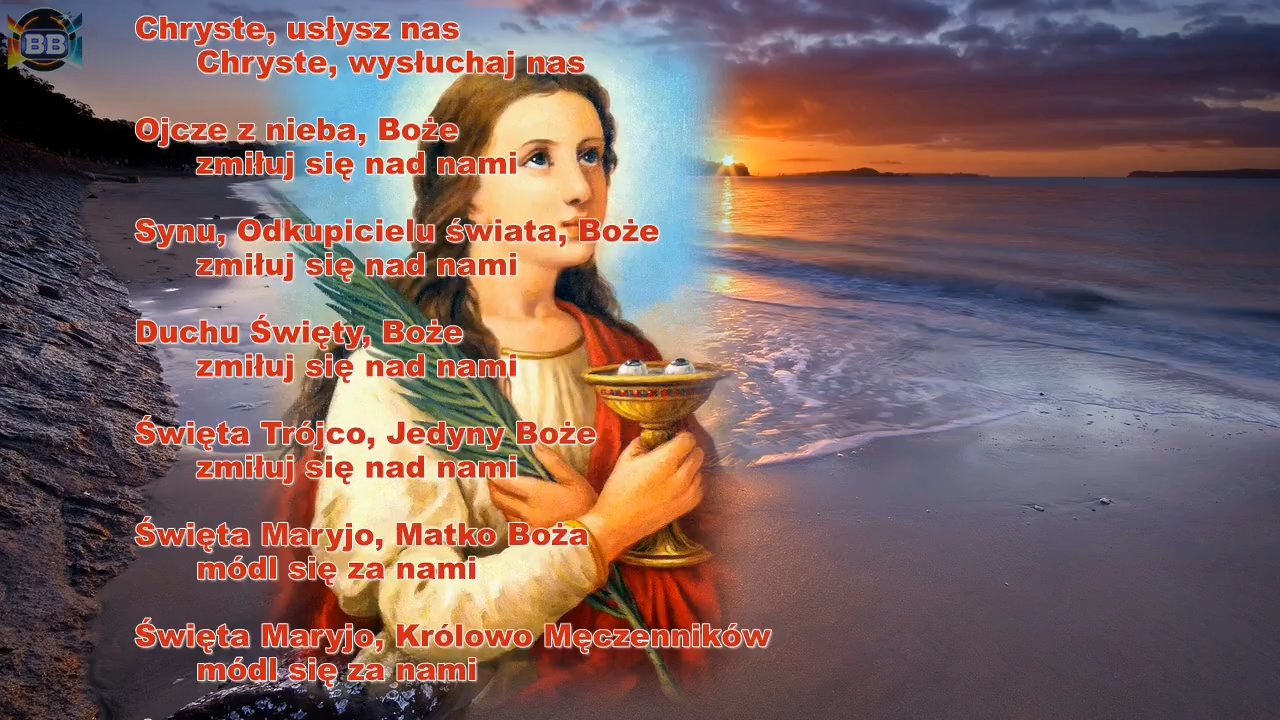 BB
Chryste, usłysz nas
Chryste, wysłuchaj nas
Ojcze z nieba, Boże
zmiłuj się nad nami
Synu, Odkupicielu świata, Boże
zmiłuj się nad nami
Duchu Święty, Boże
zmiłuj się nad nami
Święta Trójco, Jedyny Boże
zmiłuj się nad nami
Święta Maryjo, Matko Boża
módl się za nami
Święta Maryjo, Królowo Męczenników
módl się za nami